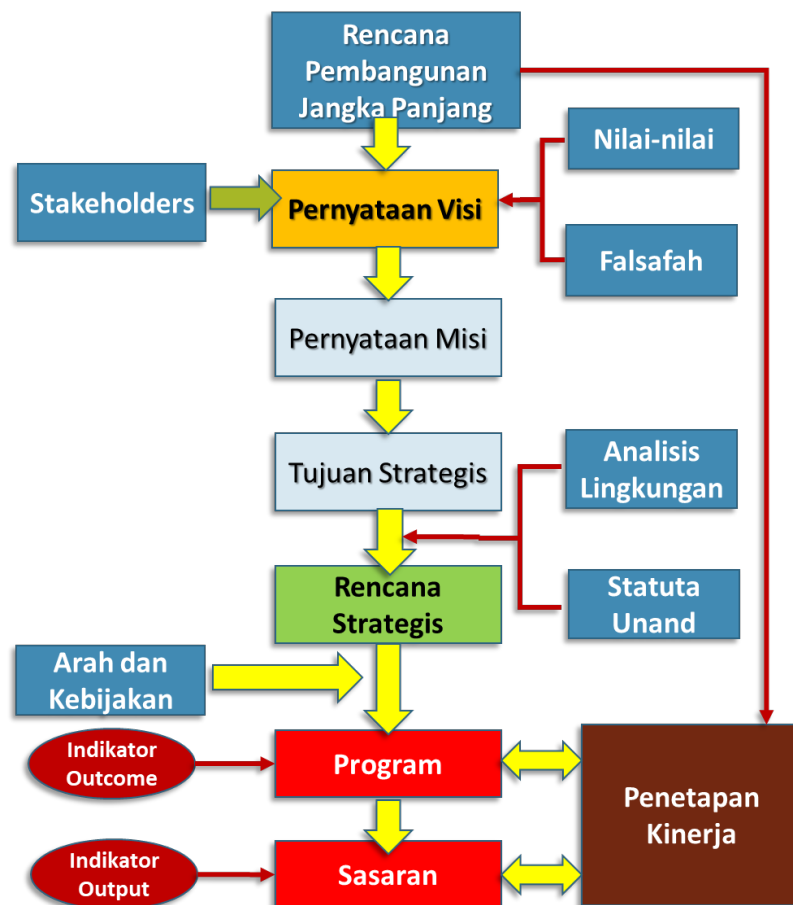 Rencana
Pembangunan
Jangka Panjang
Nilai-nilai
Stakeholders
Pernyataan Visi
Falsafah
Pernyataan Misi
Tujuan Strategis
Analisis
Lingkungan
Rencana
Strategis
Statuta
Unand
Arah dan
Kebijakan
Indikator
Outcome
Program
Penetapan
Kinerja
Indikator
Output
Sasaran